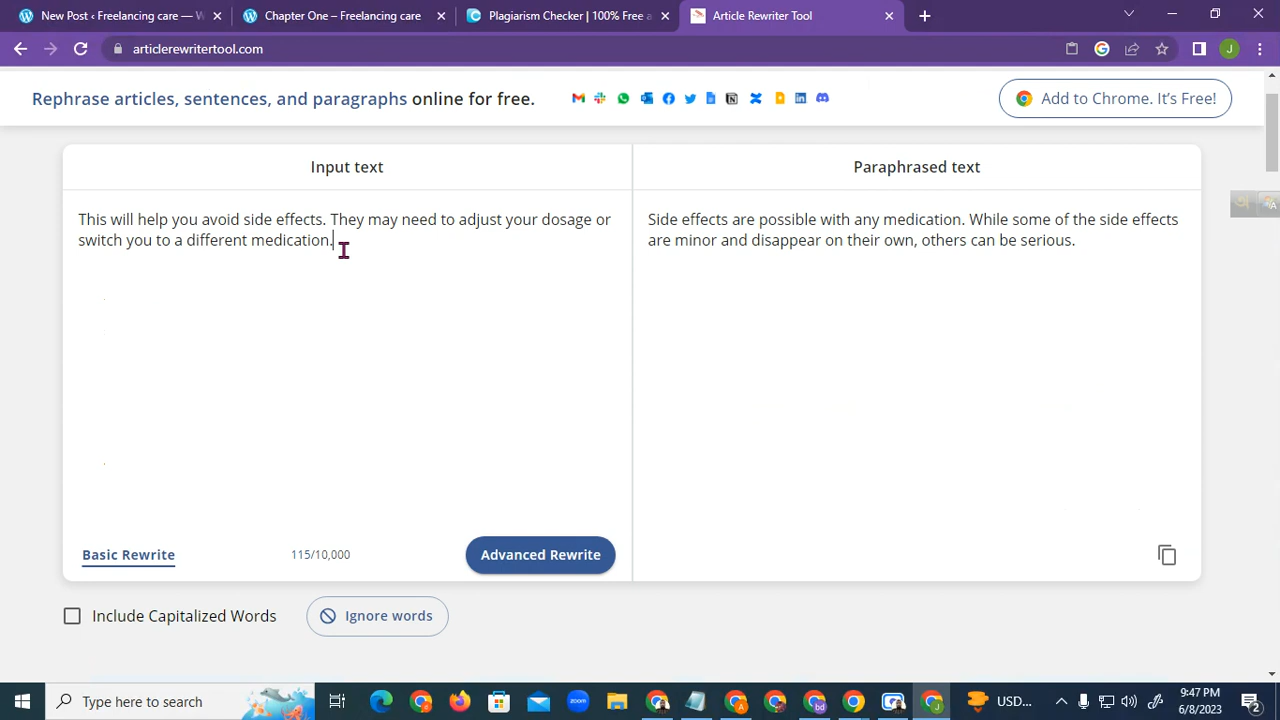 New Post ‹ Freelancing care — W
Chapter One – Freelancing care
Plagiarism Checker | 100% Free a
Article Rewriter Tool
articlerewritertool.com
J
Rephrase articles, sentences, and paragraphs online for free.
Add to Chrome. It's Free!
Input text
Paraphrased text
This will help you avoid side effects. They may need to adjust your dosage or
switch you to a different medication.
Side effects are possible with any medication. While some of the side effects
are minor and disappear on their own, others can be serious.
Basic Rewrite
115/10,000
Advanced Rewrite
Include Capitalized Words
Ignore words
Type here to search
zoom
USD...
9:47 PM
6/8/2023
2